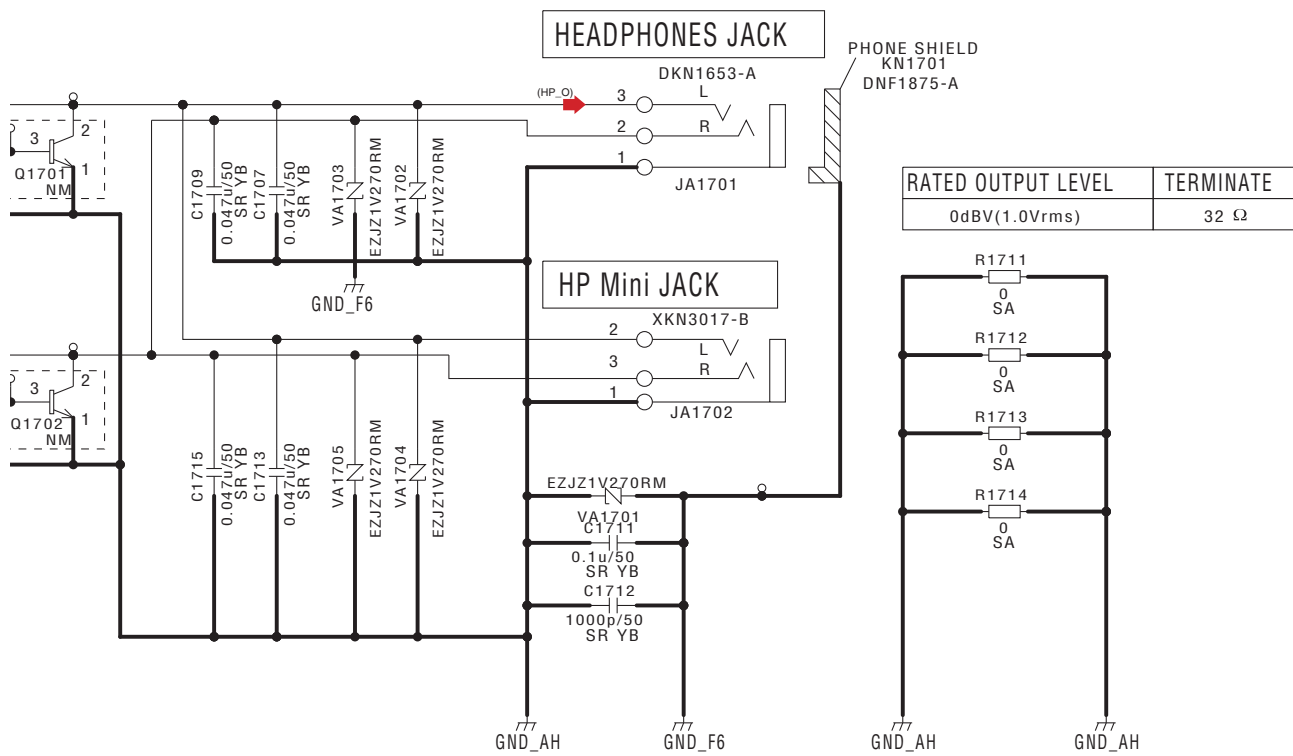 HEADPHONES JACK
PHONE SHIELD
KN1701
DNF1875-A
DKN1653-A
(HP_O)
3
L
2
R
1
JA1701
3
2
1
Q1701
NM
C1709
0.047u/50
SR YB
C1707
0.047u/50
SR YB
VA1703
EZJZ1V270RM
VA1702
EZJZ1V270RM
GND_F6
RATED OUTPUT LEVEL
TERMINATE
0dBV(1.0Vrms)
32 Ω
HP Mini JACK
XKN3017-B
2
L
3
R
1
JA1702
3
2
1
Q1702
NM
C1715
0.047u/50
SR YB
C1713
0.047u/50
SR YB
VA1705
EZJZ1V270RM
VA1704
EZJZ1V270RM
EZJZ1V270RM
VA1701
C1711
0.1u/50
SR YB
C1712
1000p/50
SR YB
R1711
0
SA
R1712
0
SA
R1713
0
SA
R1714
0
SA
GND_AH
GND_F6
GND_AH
GND_AH